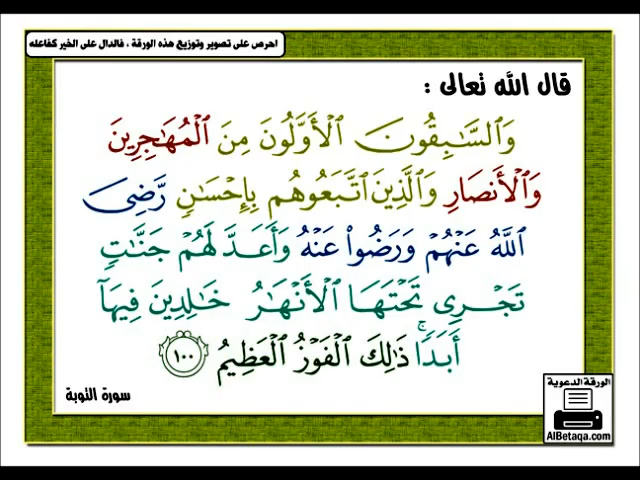 احرص على تصوير وتوزيع هذه الورقة ، فالدال على الخير كفاعله
قال الله تعالى :
وَٱلسَّٰبِقُونَ ٱلۡأَوَّلُونَ مِنَ ٱلۡمُهَٰجِرِينَ
وَٱلۡأَنصَارِ وَٱلَّذِينَ ٱتَّبَعُوهُم بِإِحۡسَٰنٖ رَّضِيَ
ٱللَّهُ عَنۡهُمۡ وَرَضُواْ عَنۡهُ وَأَعَدَّ لَهُمۡ جَنَّٰتٖ
تَجۡرِي تَحۡتَهَا ٱلۡأَنۡهَٰرُ خَٰلِدِينَ فِيهَآ
أَبَدٗاۚ ذَٰلِكَ ٱلۡفَوۡزُ ٱلۡعَظِيمُ ١٠٠
سورة التوبة
الورقة الدعوية
AlBetaqa.com